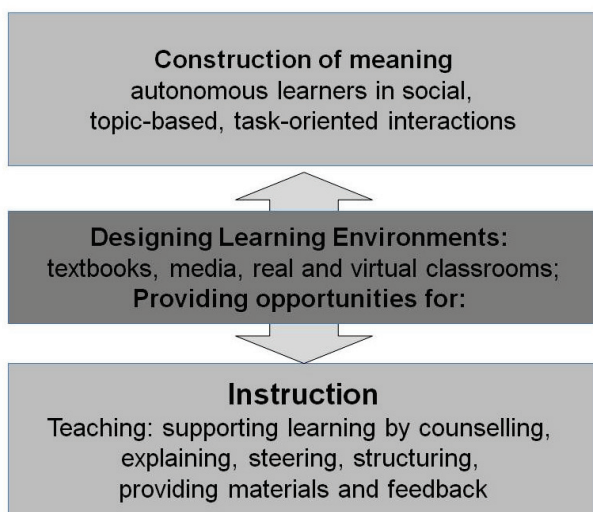 Construction of meaning
autonomous learners in social,
topic-based, task-oriented interactions
Designing Learning Environments:
textbooks, media, real and virtual classrooms;
Providing opportunities for:
Instruction
Teaching: supporting learning by counselling,
explaining, steering, structuring,
providing materials and feedback